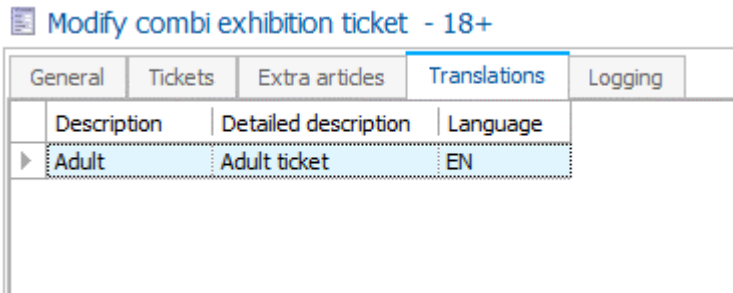 Modify combi exhibition ticket - 18+
General Tickets Extra articles Translations Logging
Description Detailed description Language
Adult Adult ticket EN